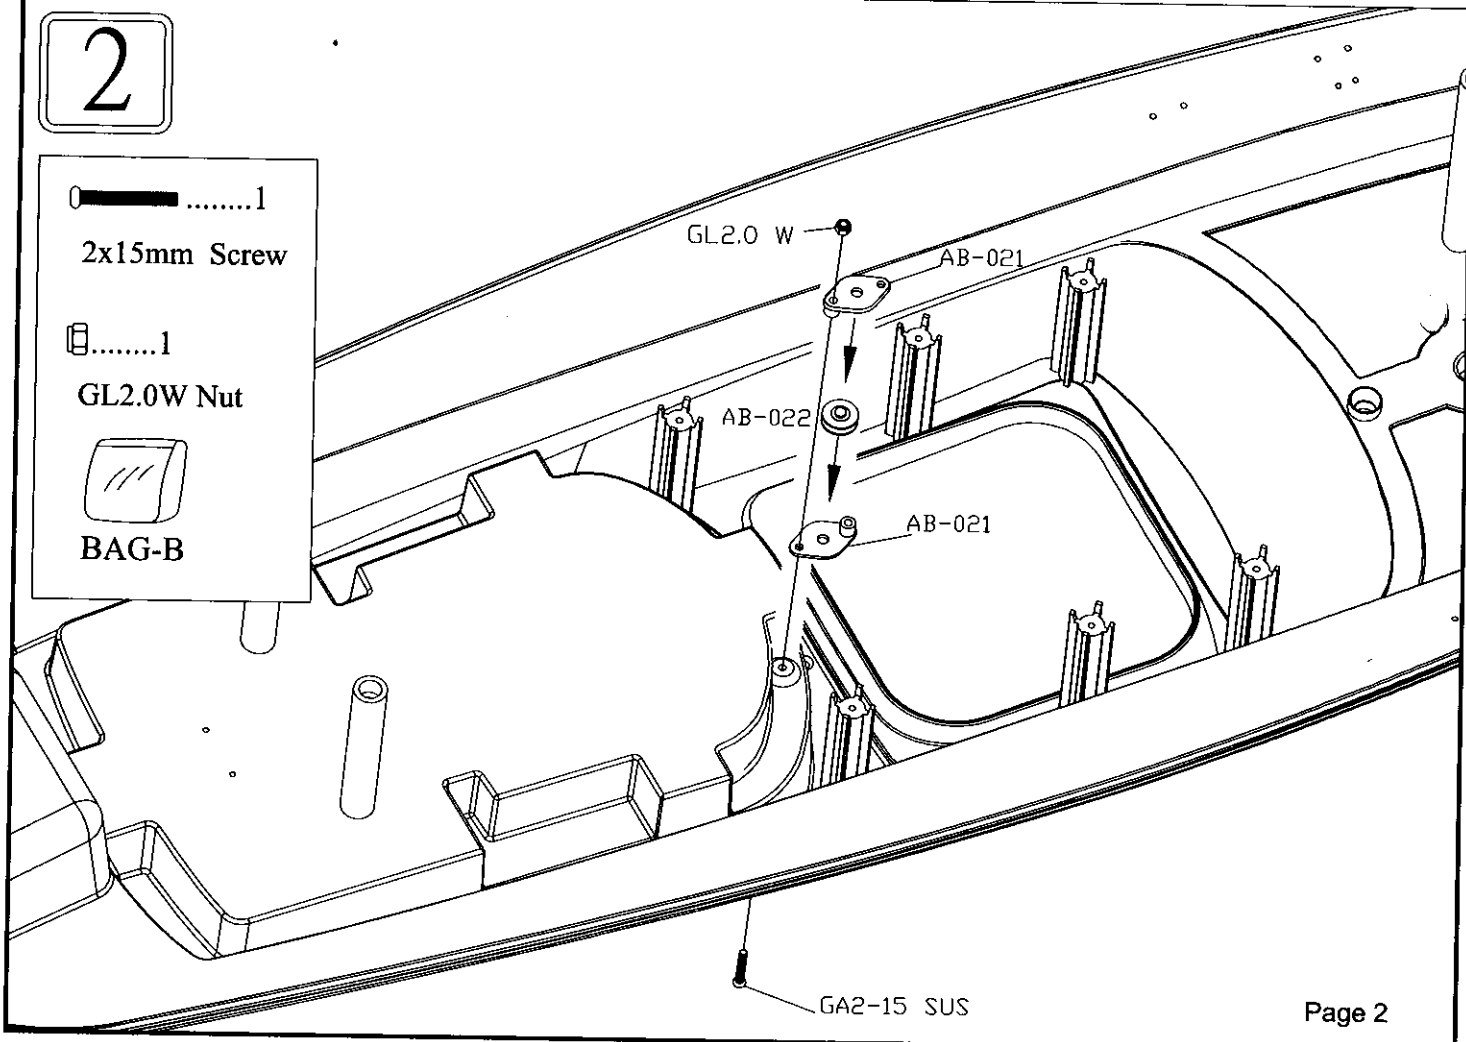 2
........1
2x15mm Screw
........1
GL2.0W Nut
BAG-B
GL2.0 W
AB-021
AB-022
AB-021
GA2-15 SUS
Page 2